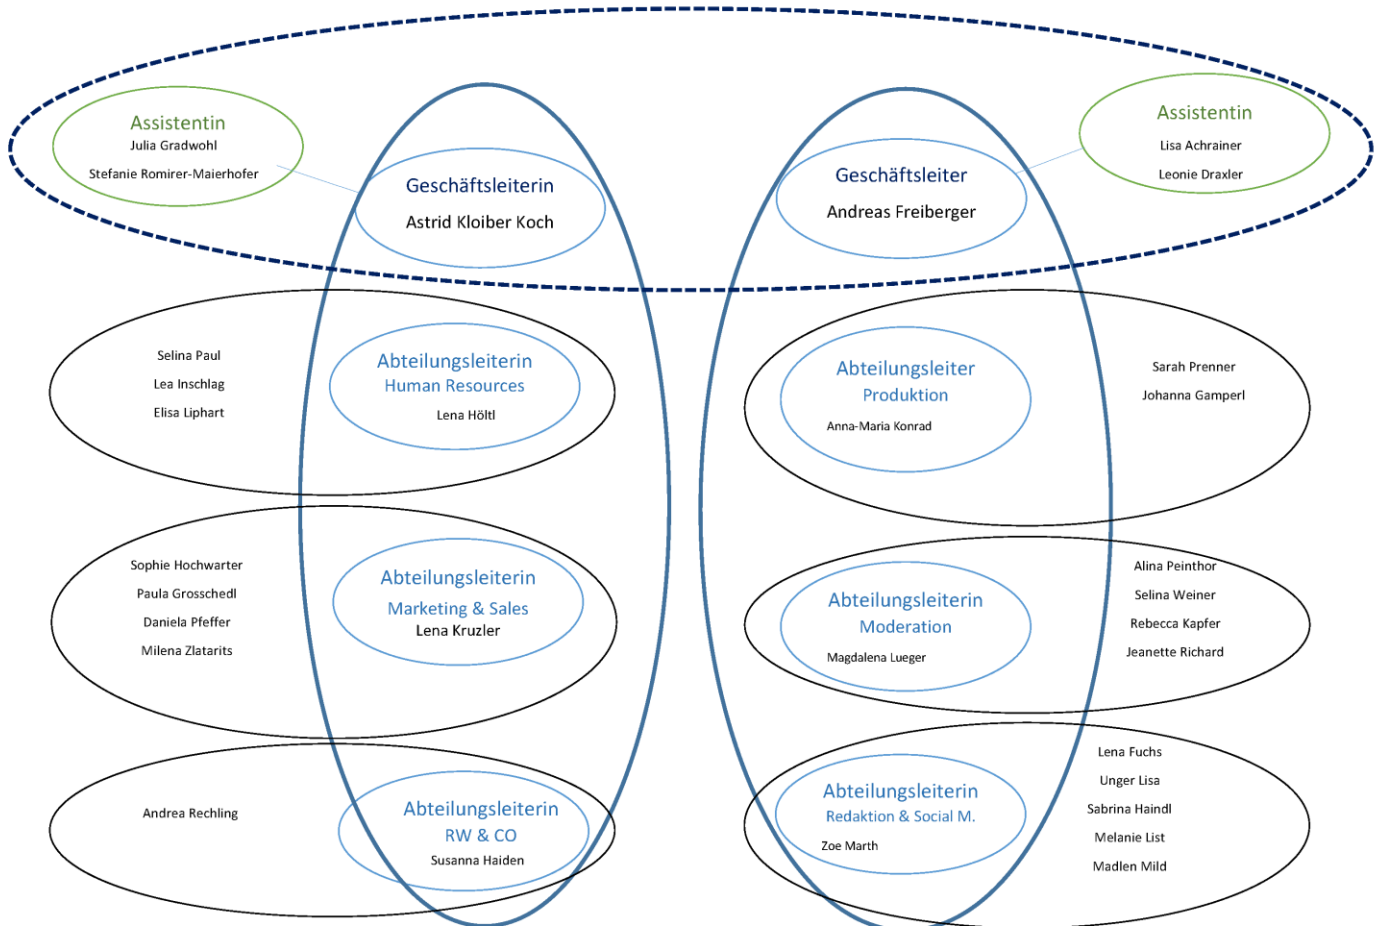 Assistentin
Julia Gradwohl
Stefanie Romirer-Maierhofer
Geschäftsleiterin
Astrid Kloiber Koch
Geschäftsleiter
Andreas Freiberger
Assistentin
Lisa Achrainer
Leonie Draxler
Selina Paul
Lea Inschlag
Elisa Liphart
Abteilungsleiterin
Human Resources
Lena Höltl
Abteilungsleiter
Produktion
Anna-Maria Konrad
Sarah Prenner
Johanna Gamperl
Sophie Hochwarter
Paula Grosschedl
Daniela Pfeffer
Milena Zlatarits
Abteilungsleiterin
Marketing & Sales
Lena Kruzler
Abteilungsleiterin
Moderation
Magdalena Lueger
Alina Peinthor
Selina Weiner
Rebecca Kapfer
Jeanette Richard
Andrea Rechling
Abteilungsleiterin
RW & CO
Susanna Haiden
Abteilungsleiterin
Redaktion & Social M.
Zoe Marth
Lena Fuchs
Unger Lisa
Sabrina Haindl
Melanie List
Madlen Mild